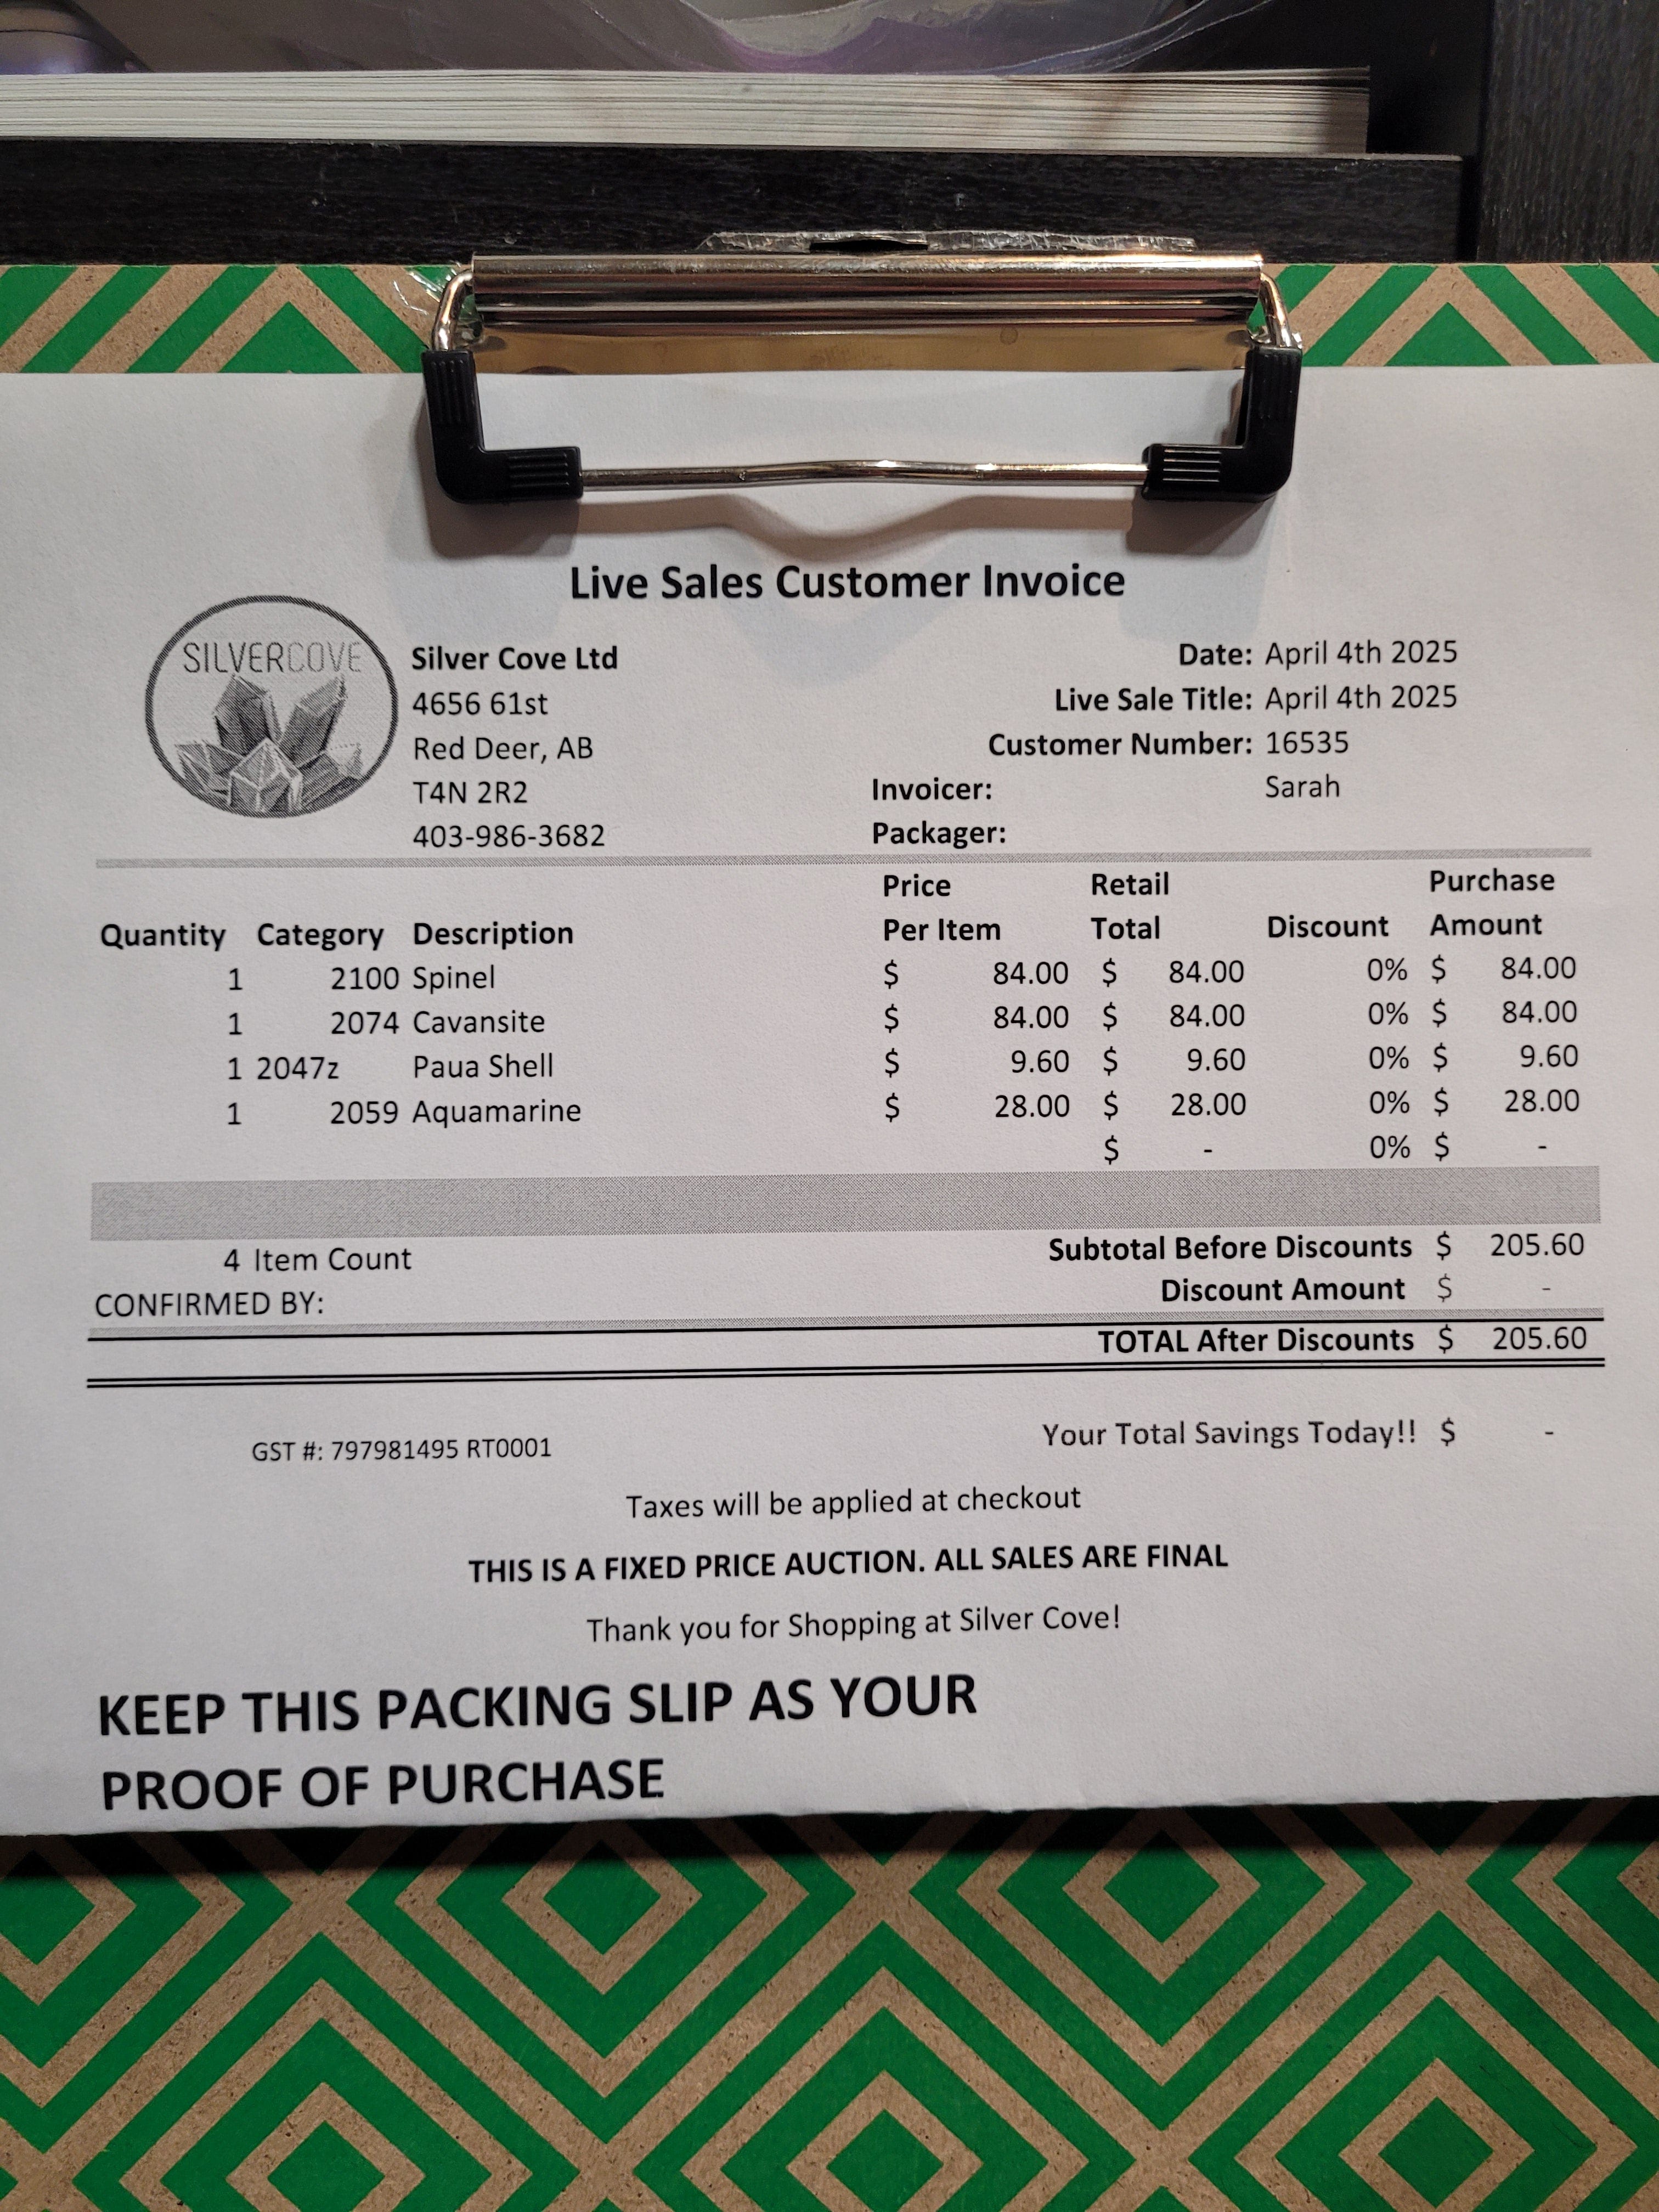 Live Sales Customer Invoice
SILVERCOVE
Silver Cove Ltd
4656 61st
Red Deer, AB
T4N 2R2
403-986-3682
Date: April 4th 2025
Live Sale Title: April 4th 2025
Customer Number: 16535
Invoicer: Sarah
Packager:
Quantity Category Description Price Per Item Retail Total Discount Purchase Amount
1 2100 Spinel $ 84.00 $ 84.00 0% $ 84.00
1 2074 Cavansite $ 84.00 $ 84.00 0% $ 84.00
1 2047z Paua Shell $ 9.60 $ 9.60 0% $ 9.60
1 2059 Aquamarine $ 28.00 $ 28.00 0% $ 28.00
$ - 0% $ -
4 Item Count Subtotal Before Discounts $ 205.60
CONFIRMED BY: Discount Amount $ -
TOTAL After Discounts $ 205.60
GST #: 797981495 RT0001 Your Total Savings Today!! $ -
Taxes will be applied at checkout
THIS IS A FIXED PRICE AUCTION. ALL SALES ARE FINAL
Thank you for Shopping at Silver Cove!
KEEP THIS PACKING SLIP AS YOUR
PROOF OF PURCHASE